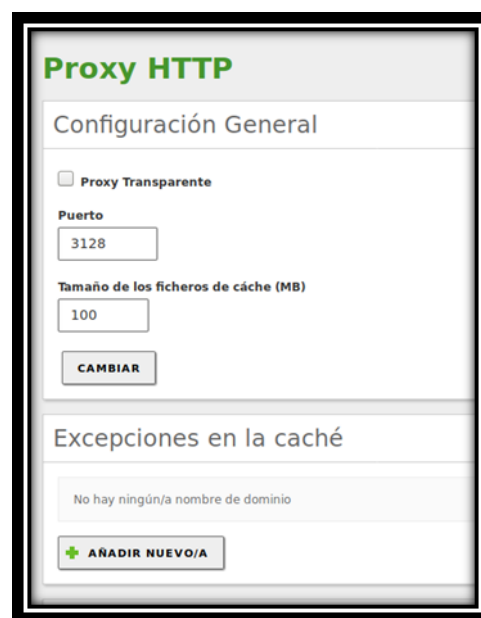 Proxy HTTP
Configuración General
Proxy Transparente
Puerto
3128
Tamaño de los ficheros de cáche (MB)
100
CAMBIAR
Excepciones en la caché
No hay ningún/a nombre de dominio
AÑADIR NUEVO/A